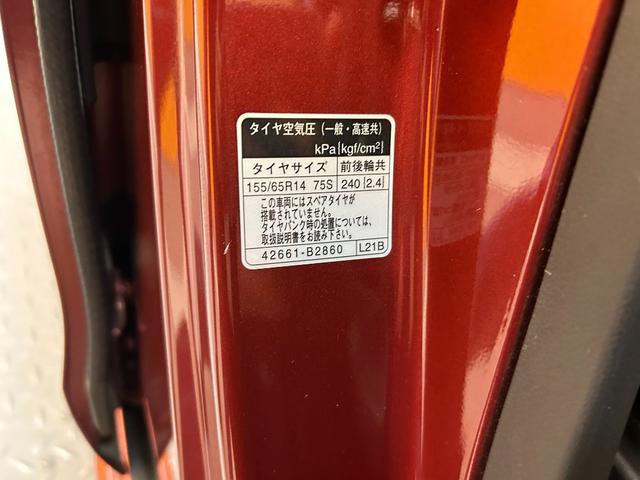 タイヤ空気圧 (一般・高速共)
kPa[kgf/cm²]
タイヤサイズ 前後輪共
155/65R14 75S 240 [2.4]
この車両にはスペアタイヤが
搭載されていません。
タイヤパンク時の処置については、
取扱説明書をお読み下さい。
42661-B2860 L21B